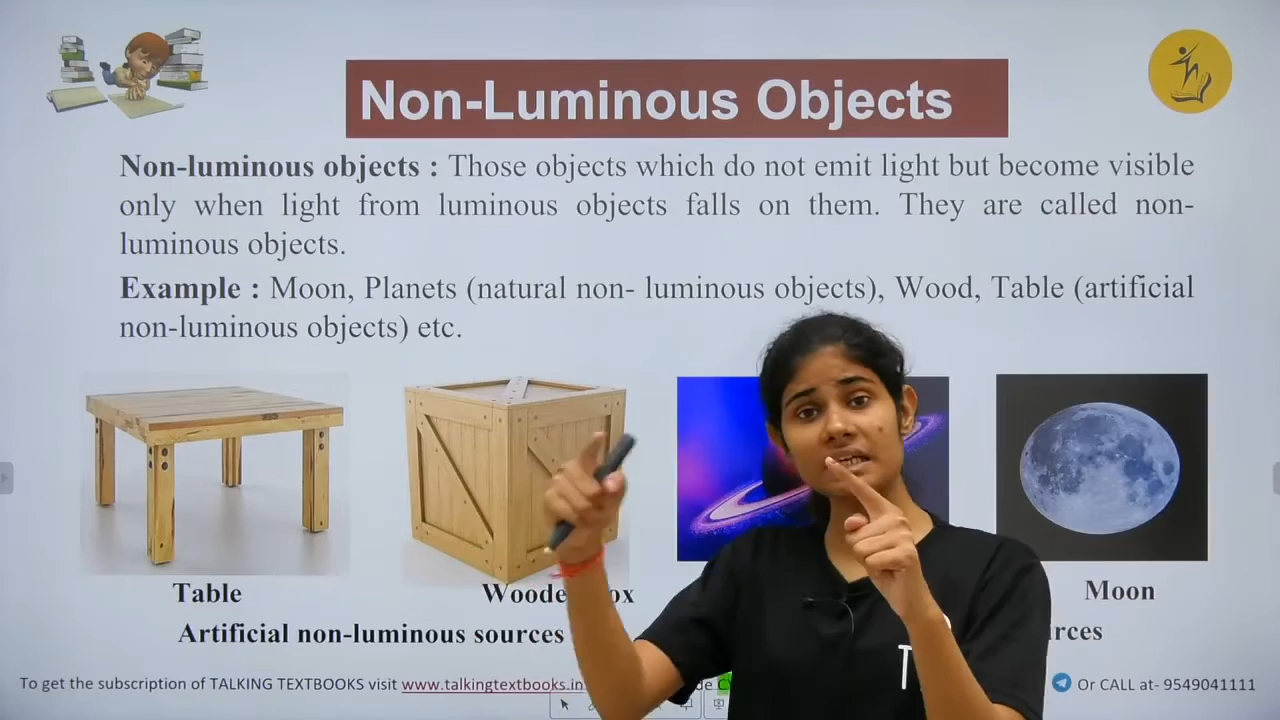 Non-Luminous Objects
Non-luminous objects : Those objects which do not emit light but become visible
only when light from luminous objects falls on them. They are called non-
luminous objects.
Example : Moon, Planets (natural non- luminous objects), Wood, Table (artificial
non-luminous objects) etc.
Table
Moon
Artificial non-luminous sources
To get the subscription of TALKING TEXTBOOKS visit www.talkingtextbooks.in
Or CALL at- 9549041111